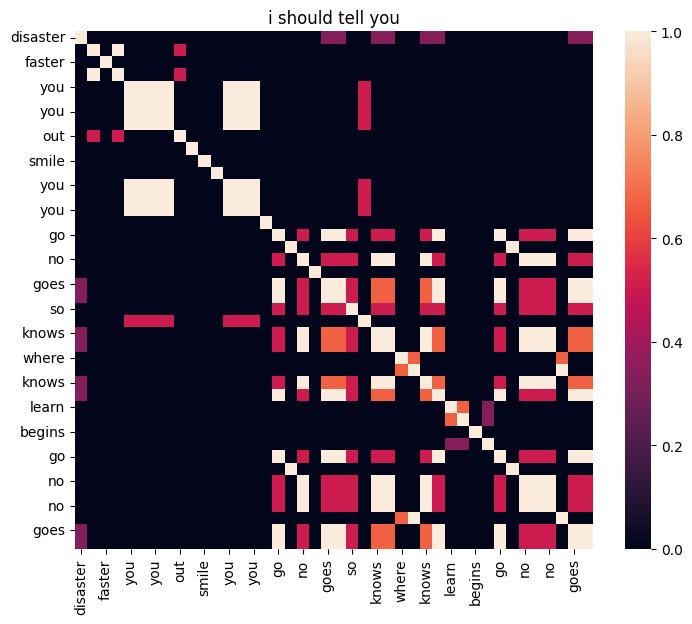 i should tell you
disaster
faster
you
you
out
smile
you
you
go
no
goes
so
knows
where
knows
learn
begins
go
no
no
goes
1.0
0.8
0.6
0.4
0.2
0.0
disaster
faster
you
you
out
smile
you
you
go
no
goes
so
knows
where
knows
learn
begins
go
no
no
goes